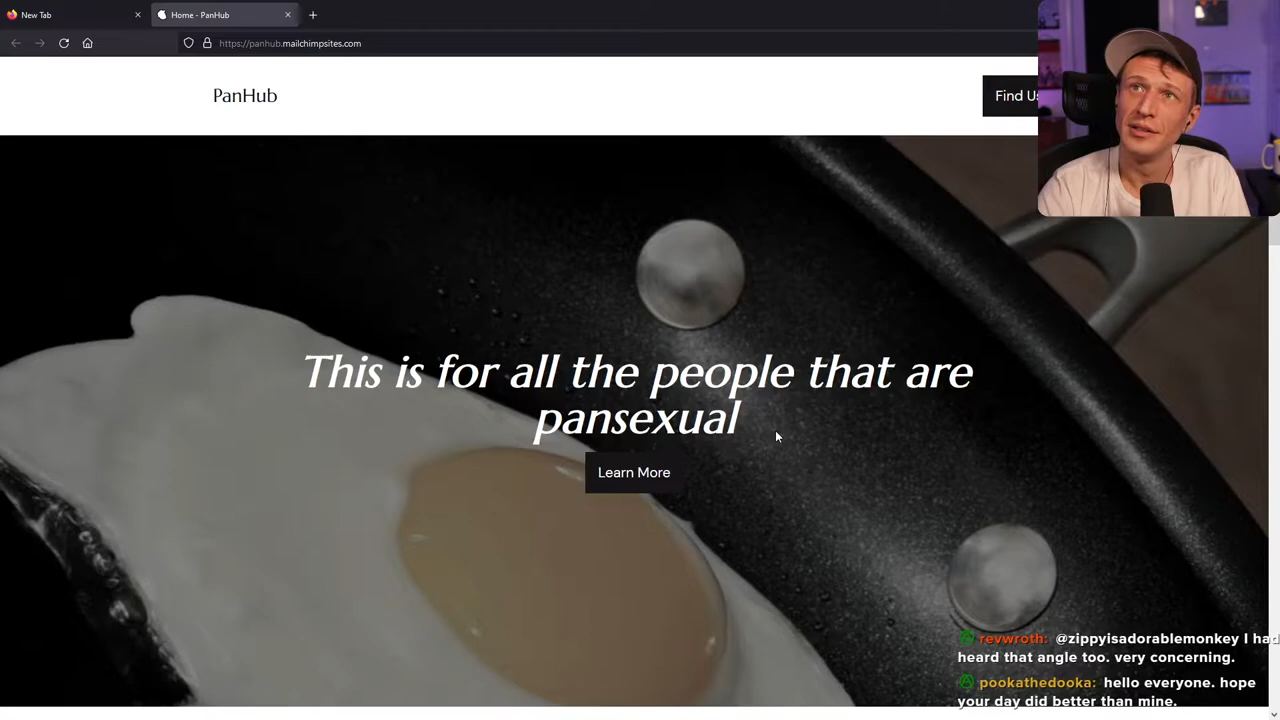 New Tab
Home - PanHub
https://panhub.mailchimpsites.com
PanHub
Find Us
This is for all the people that are
pansexual
Learn More
revwroth: @zippyisadorablemonkey I had
heard that angle too. very concerning.
pookathedooka: hello everyone. hope
your day did better than mine.